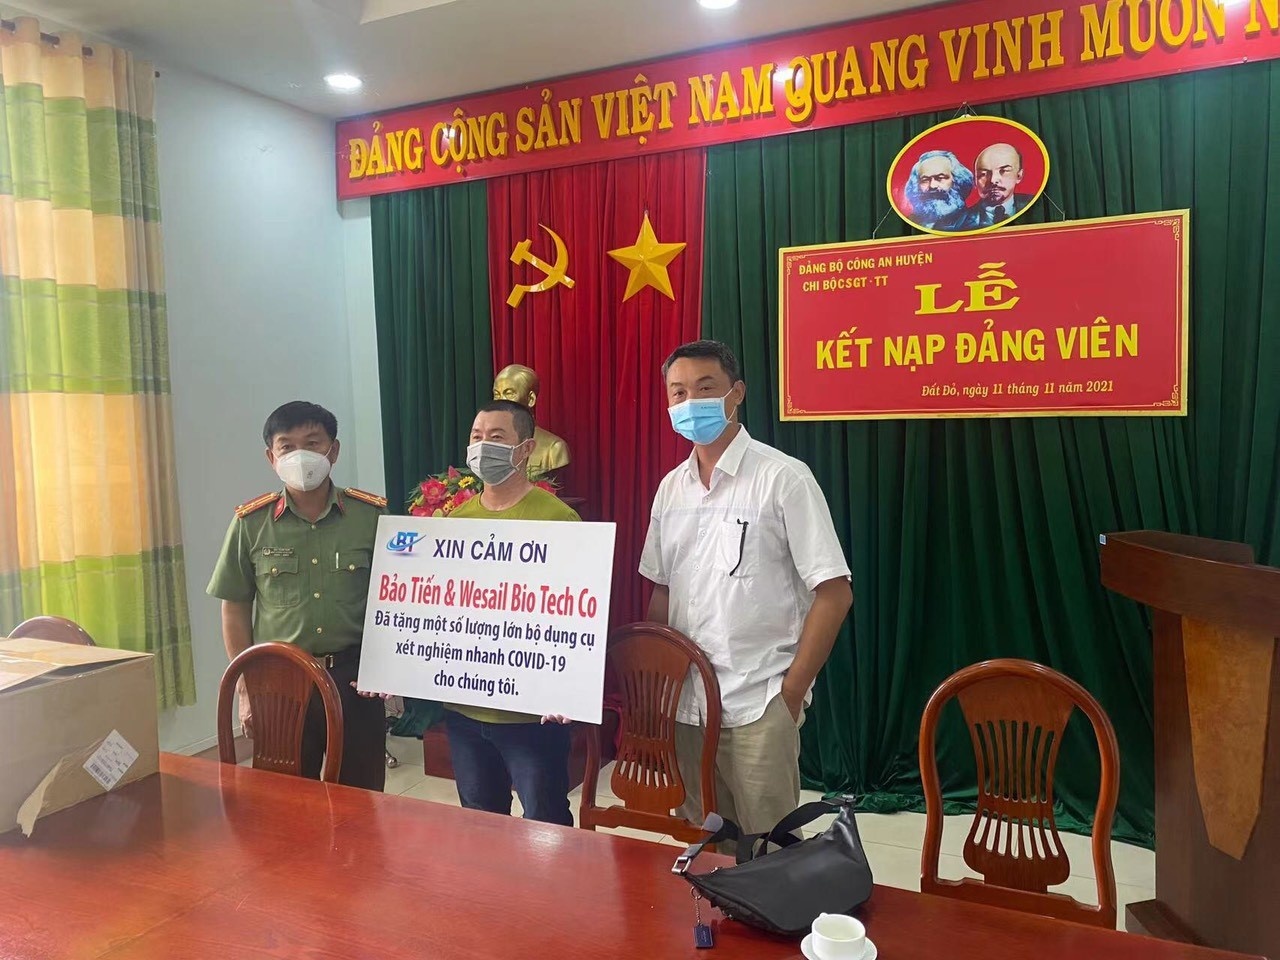 ĐẢNG CỘNG SẢN VIỆT NAM QUANG VINH MUÔN N
ĐẢNG BỘ CÔNG AN HUYỆN
CHI BỘ CSGT - TT
LỄ
KẾT NẠP ĐẢNG VIÊN
Đất Đỏ, ngày 11 tháng 11 năm 2021
BT
XIN CẢM ƠN
Bảo Tiến & Wesail Bio Tech Co
Đã tặng một số lượng lớn bộ dụng cụ
xét nghiệm nhanh COVID-19
cho chúng tôi.